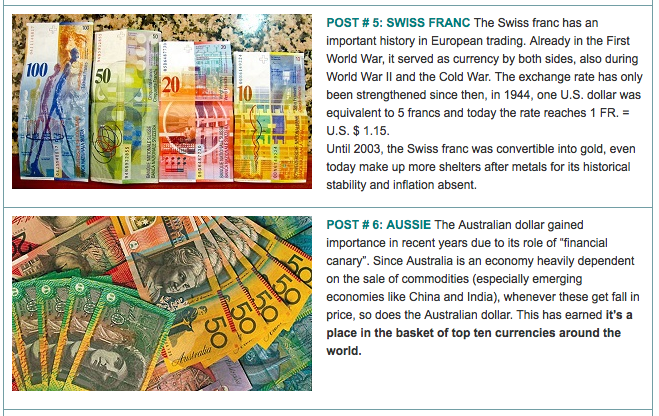 100
50
20
10
POST # 5: SWISS FRANC The Swiss franc has an
important history in European trading. Already in the First
World War, it served as currency by both sides, also during
World War II and the Cold War. The exchange rate has only
been strengthened since then, in 1944, one U.S. dollar was
equivalent to 5 francs and today the rate reaches 1 FR. =
U.S. $ 1.15.
Until 2003, the Swiss franc was convertible into gold, even
today make up more shelters after metals for its historical
stability and inflation absent.
50
50
50
50
Australia
POST # 6: AUSSIE The Australian dollar gained
importance in recent years due to its role of "financial
canary". Since Australia is an economy heavily dependent
on the sale of commodities (especially emerging
economies like China and India), whenever these get fall in
price, so does the Australian dollar. This has earned it's a
place in the basket of top ten currencies around the
world.